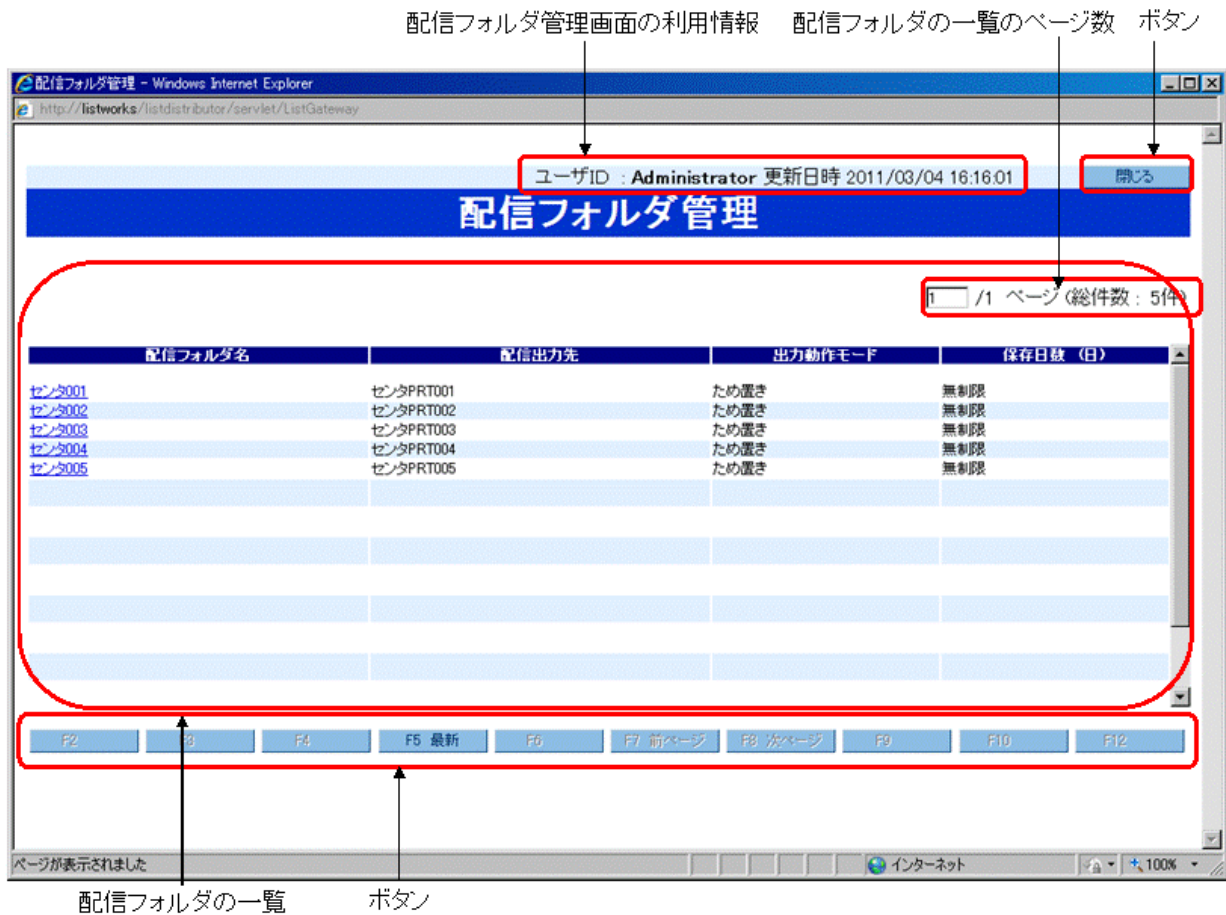 配信フォルダ管理画面の利用情報 配信フォルダの一覧のページ数 ボタン
配信フォルダ管理 - Windows Internet Explorer
http://listworks/listdistributor/servlet/ListGateway
ユーザID : Administrator 更新日時 2011/03/04 16:16:01 閉じる
配信フォルダ管理
1 /1 ページ (総件数 : 5件)
配信フォルダ名 配信出力先 出力動作モード 保存日数 (日)
センタ001 センタPRT001 ため置き 無制限
センタ002 センタPRT002 ため置き 無制限
センタ003 センタPRT003 ため置き 無制限
センタ004 センタPRT004 ため置き 無制限
センタ005 センタPRT005 ため置き 無制限
F2 F3 F4 F5 最新 F6 F7 前ページ F8 次ページ F9 F10 F12
ページが表示されました インターネット 100%
配信フォルダの一覧 ボタン